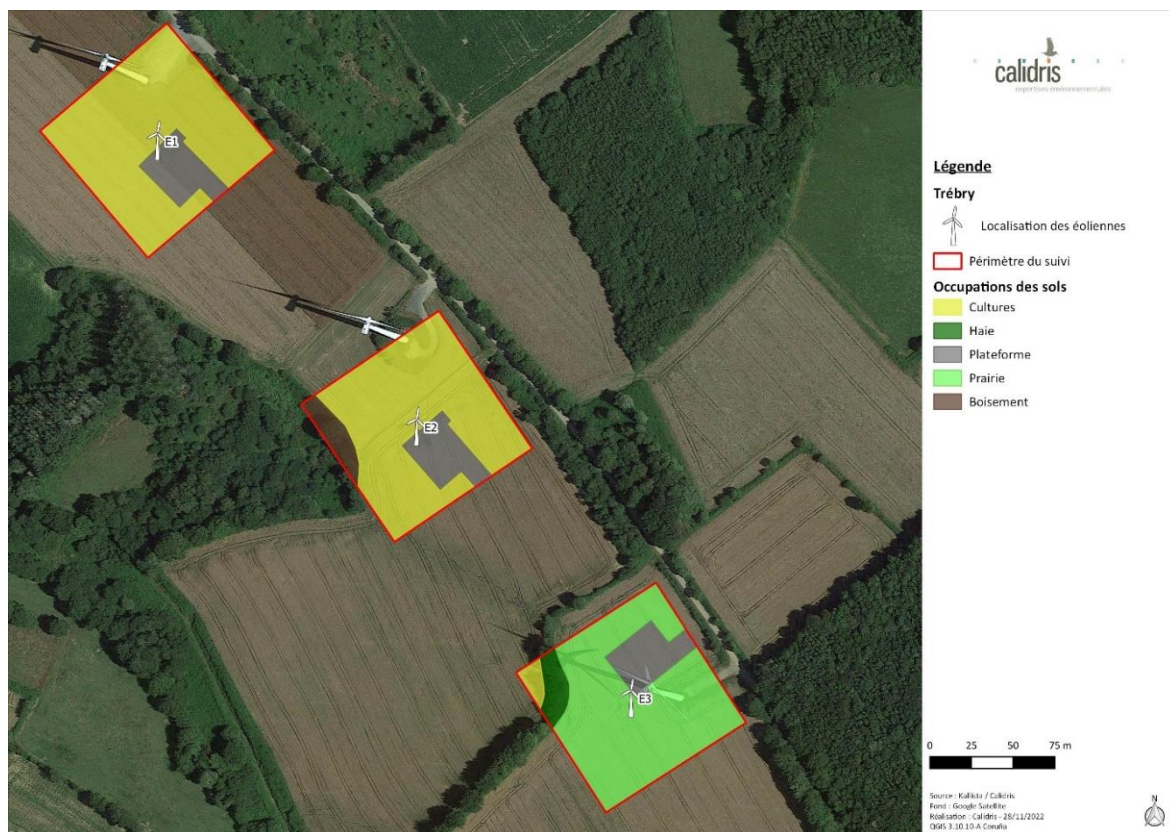 E1
E2
E3
calidris
expertises environnementales
Légende
Trébry
Localisation des éoliennes
Périmètre du suivi
Occupations des sols
Cultures
Haie
Plateforme
Prairie
Boisement
0 25 50 75 m
Source : Kallista / Calidris
Fond : Google Satellite
Réalisation : Calidris - 28/11/2022
QGIS 3.10.10-A Coruña
N